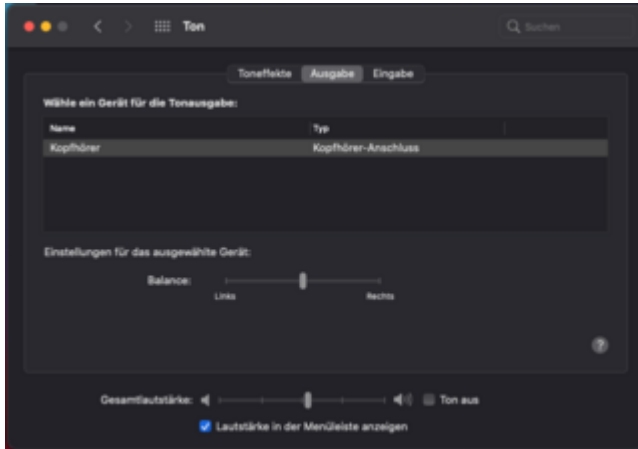 Ton
Suchen
Toneffekte Ausgabe Eingabe
Wähle ein Gerät für die Tonausgabe:
Name Typ
Kopfhörer Kopfhörer-Anschluss
Einstellungen für das ausgewählte Gerät:
Balance:
Links Rechts
?
Gesamtlautstärke: Ton aus
Lautstärke in der Menüleiste anzeigen